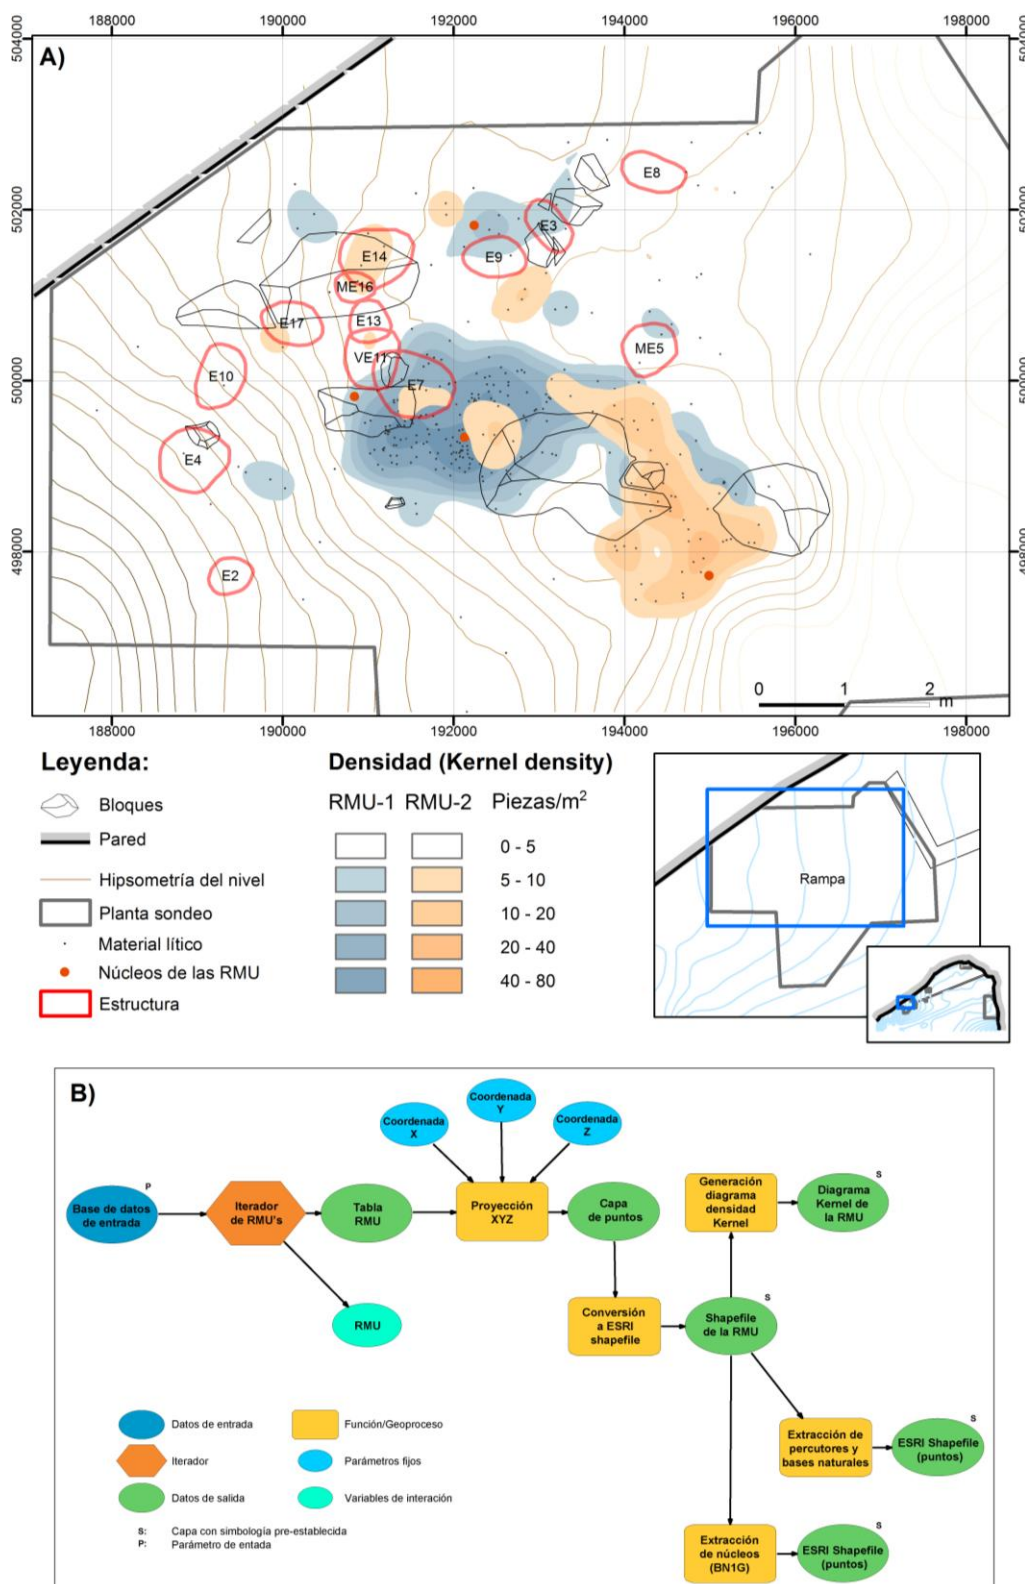 188000 190000 192000 194000 196000 198000
504000 504000
A)
E8
502000 502000
E3
E14 E9
ME16
E17 E13
ME5
VE11
E10 E7
500000 500000
E4
E2
498000 498000
0 1 2
m
188000 190000 192000 194000 196000 198000
Leyenda:
Bloques
Pared
Hipsometría del nivel
Planta sondeo
Material lítico
Núcleos de las RMU
Estructura
Densidad (Kernel density)
RMU-1 RMU-2 Piezas/m2
0 - 5
5 - 10
10 - 20
20 - 40
40 - 80
Rampa
B)
Coordenada
X
Coordenada
Y
Coordenada
Z
P
Base de datos
de entrada
Iterador
de RMU's
Tabla
RMU
Proyección
XYZ
Capa
de puntos
Generación
diagrama
densidad
Kernel
S
Diagrama
Kernel de
la RMU
RMU
Conversión
a ESRI
shapefile
S
Shapefile
de la RMU
Extracción de
percutores y
bases naturales
S
ESRI Shapefile
(puntos)
Extracción
de núcleos
(BN1G)
S
ESRI Shapefile
(puntos)
Datos de entrada
Función/Geoproceso
Iterador
Parámetros fijos
Datos de salida
Variables de interación
S: Capa con simbología pre-establecida
P: Parámetro de entada